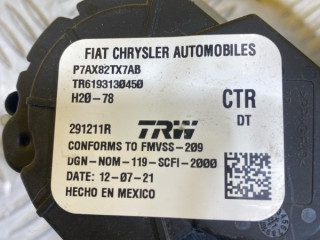 FIAT CHRYSLER AUTOMOBILES
P7AX82TX7AB
TR6193130450
H20-78
CTR
DT
291211R TRW
CONFORMS TO FMVSS-209
DGN-NOM-119-SCFI-2000
DATE: 12-07-21
HECHO EN MEXICO